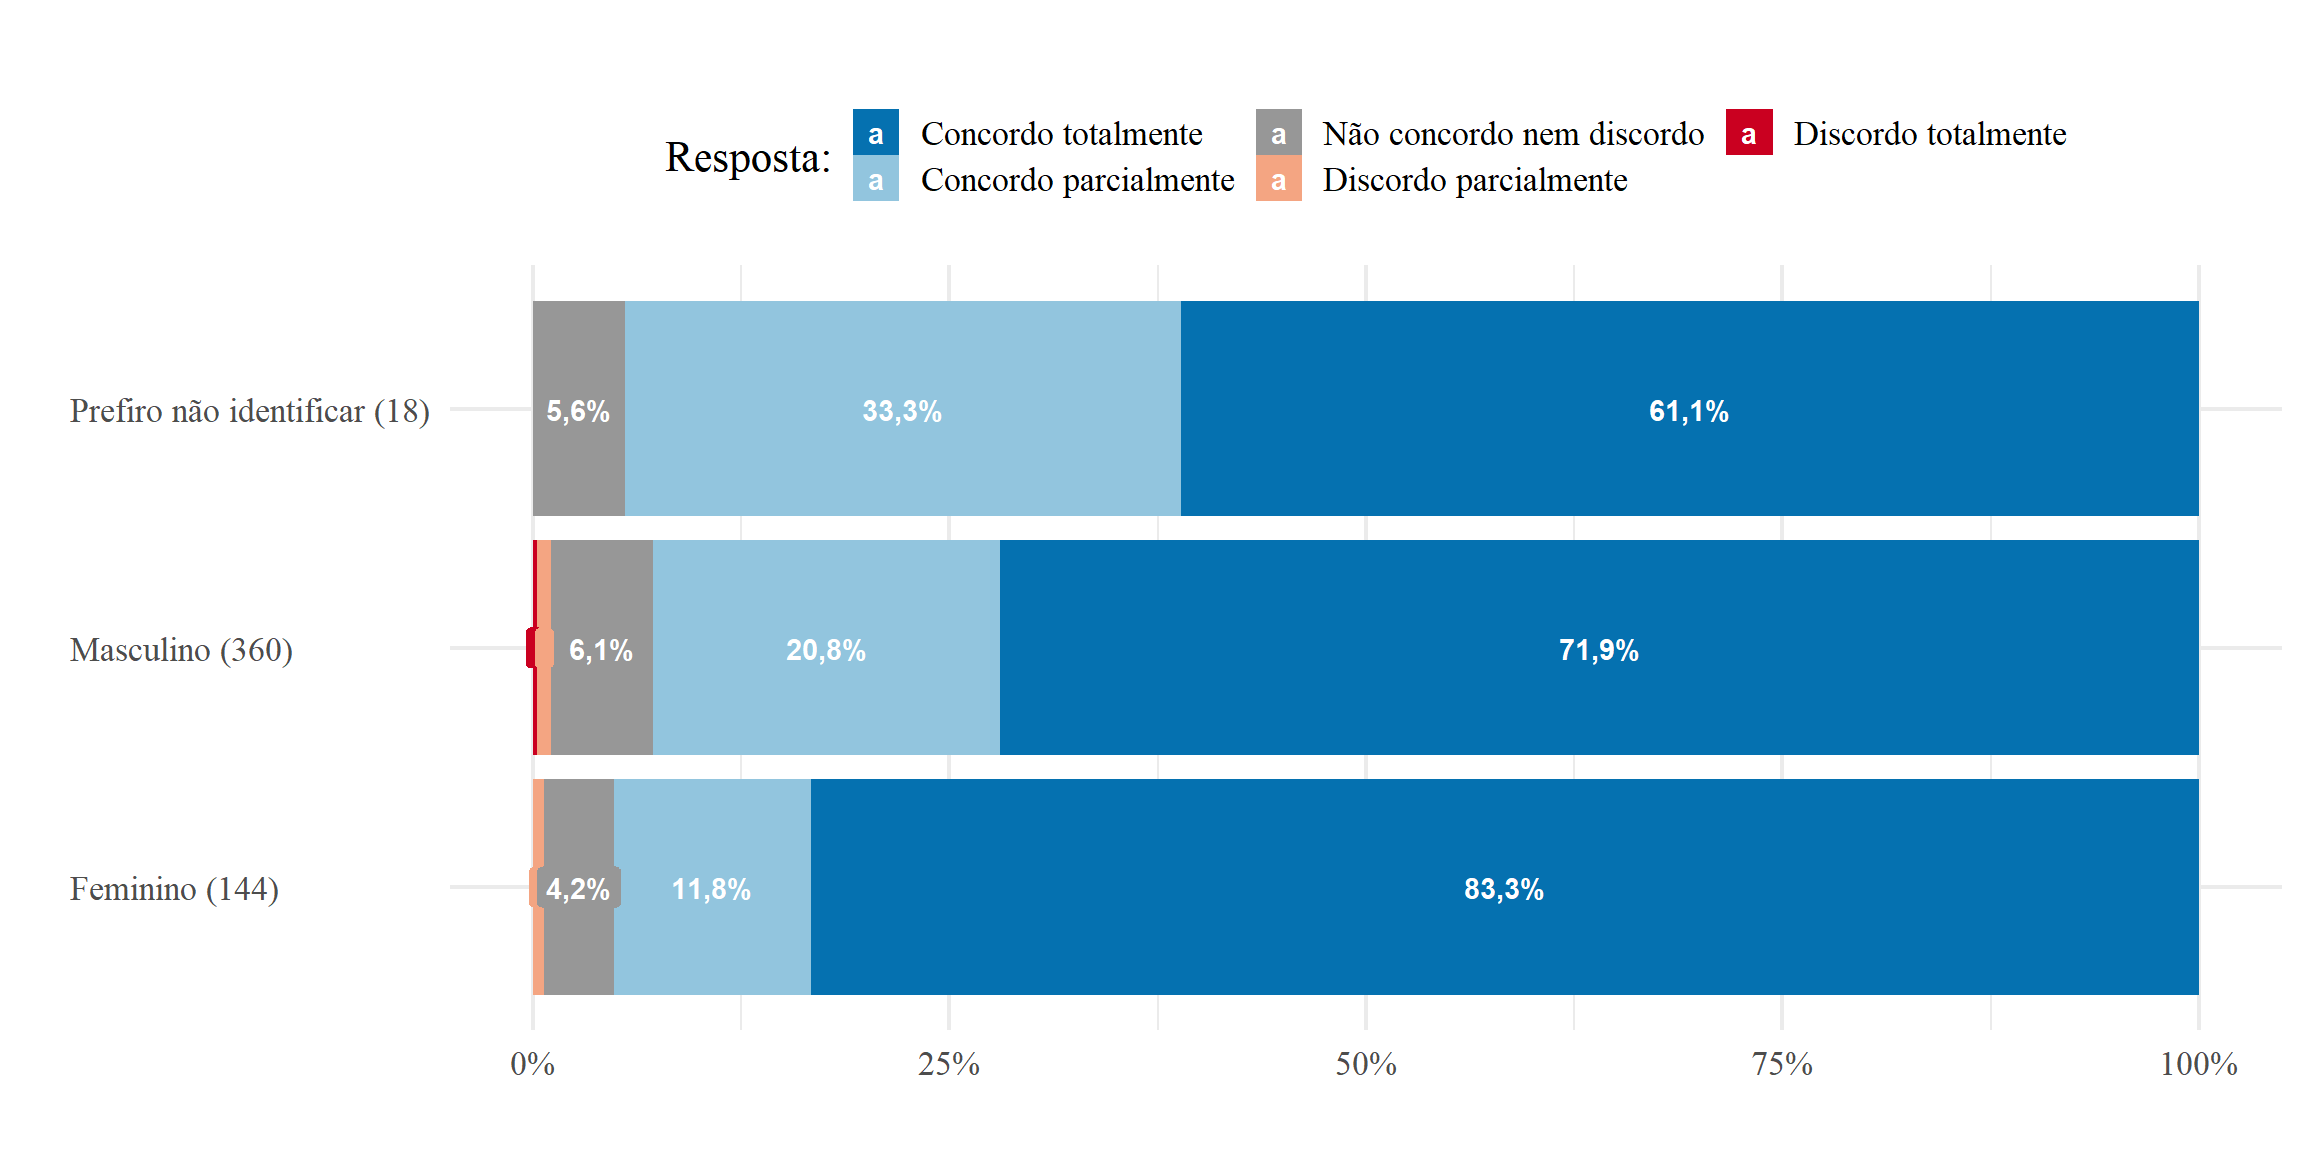 Resposta:
a Concordo totalmente
a Concordo parcialmente
a Não concordo nem discordo
a Discordo parcialmente
a Discordo totalmente
Prefiro não identificar (18)
5,6% 33,3% 61,1%
Masculino (360)
6,1% 20,8% 71,9%
Feminino (144)
4,2% 11,8% 83,3%
0% 25% 50% 75% 100%